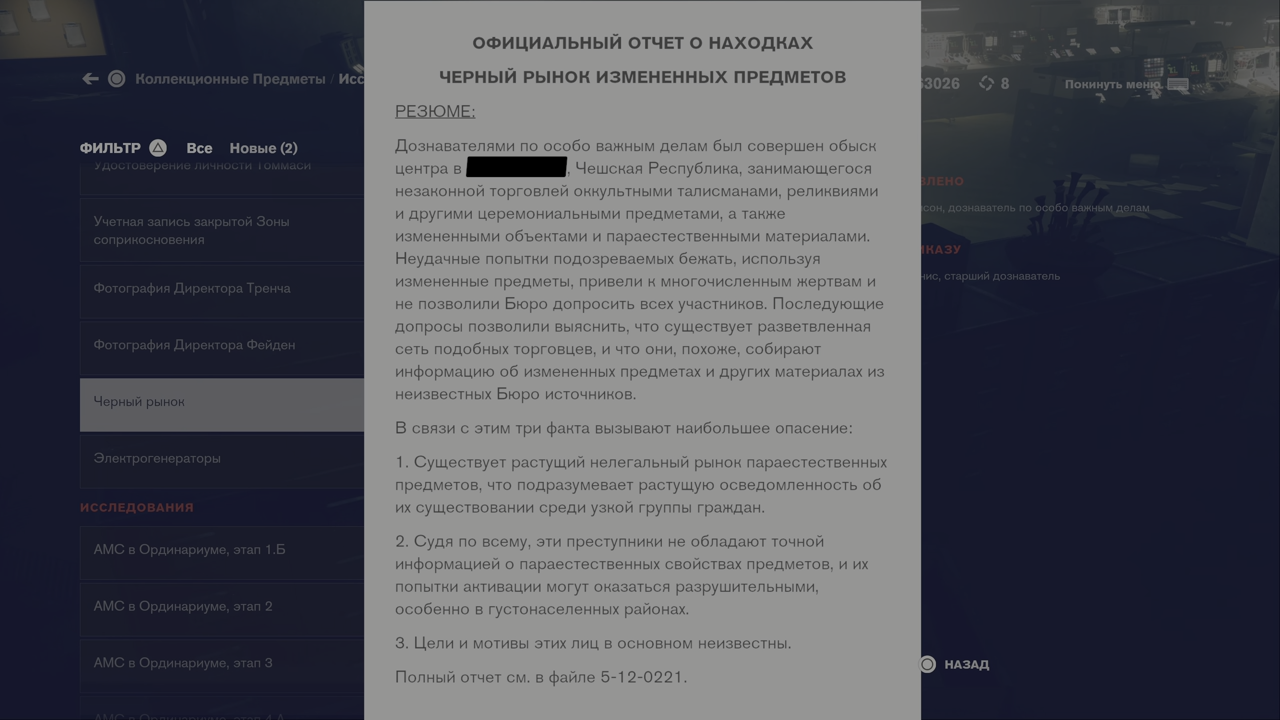 ← Коллекционные Предметы / Исс
63026 8 Покинуть меню
ФИЛЬТР Все Новые (2)
Удостоверение личности Томмаси
Учетная запись закрытой Зоны
соприкосновения
Фотография Директора Тренча
Фотография Директора Фейден
Черный рынок
Электрогенераторы
ИССЛЕДОВАНИЯ
АМС в Ординариуме, этап 1.Б
АМС в Ординариуме, этап 2
АМС в Ординариуме, этап 3
ОФИЦИАЛЬНЫЙ ОТЧЕТ О НАХОДКАХ
ЧЕРНЫЙ РЫНОК ИЗМЕНЕННЫХ ПРЕДМЕТОВ
РЕЗЮМЕ:
Дознавателями по особо важным делам был совершен обыск
центра в , Чешская Республика, занимающегося
незаконной торговлей оккультными талисманами, реликвиями
и другими церемониальными предметами, а также
измененными объектами и параестественными материалами.
Неудачные попытки подозреваемых бежать, используя
измененные предметы, привели к многочисленным жертвам и
не позволили Бюро допросить всех участников. Последующие
допросы позволили выяснить, что существует разветвленная
сеть подобных торговцев, и что они, похоже, собирают
информацию об измененных предметах и других материалах из
неизвестных Бюро источников.
В связи с этим три факта вызывают наибольшее опасение:
1. Существует растущий нелегальный рынок параестественных
предметов, что подразумевает растущую осведомленность об
их существовании среди узкой группы граждан.
2. Судя по всему, эти преступники не обладают точной
информацией о параестественных свойствах предметов, и их
попытки активации могут оказаться разрушительными,
особенно в густонаселенных районах.
3. Цели и мотивы этих лиц в основном неизвестны.
Полный отчет см. в файле 5-12-0221.
ВЛЕНО
сон, дознаватель по особо важным делам
ИКАЗУ
нис, старший дознаватель
НАЗАД